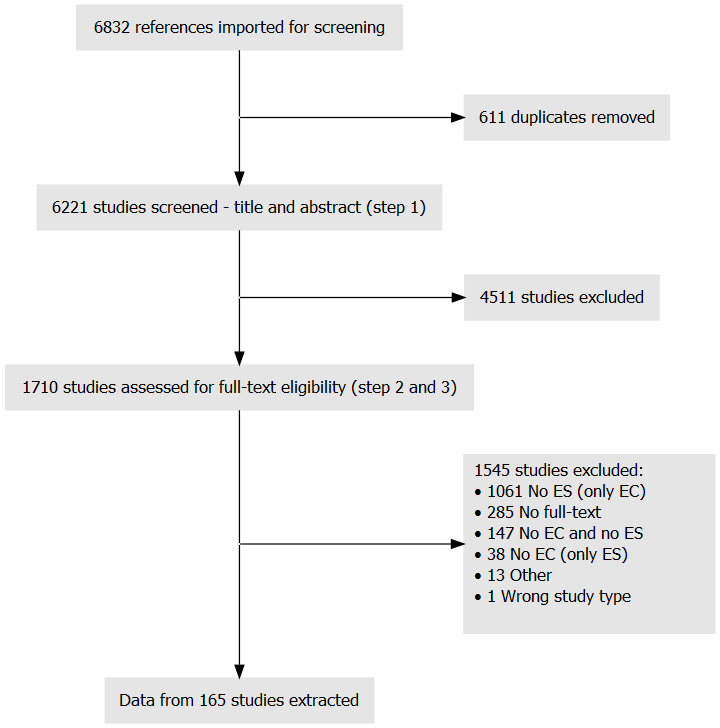 6832 references imported for screening
611 duplicates removed
6221 studies screened - title and abstract (step 1)
4511 studies excluded
1710 studies assessed for full-text eligibility (step 2 and 3)
1545 studies excluded:
• 1061 No ES (only EC)
• 285 No full-text
• 147 No EC and no ES
• 38 No EC (only ES)
• 13 Other
• 1 Wrong study type
Data from 165 studies extracted